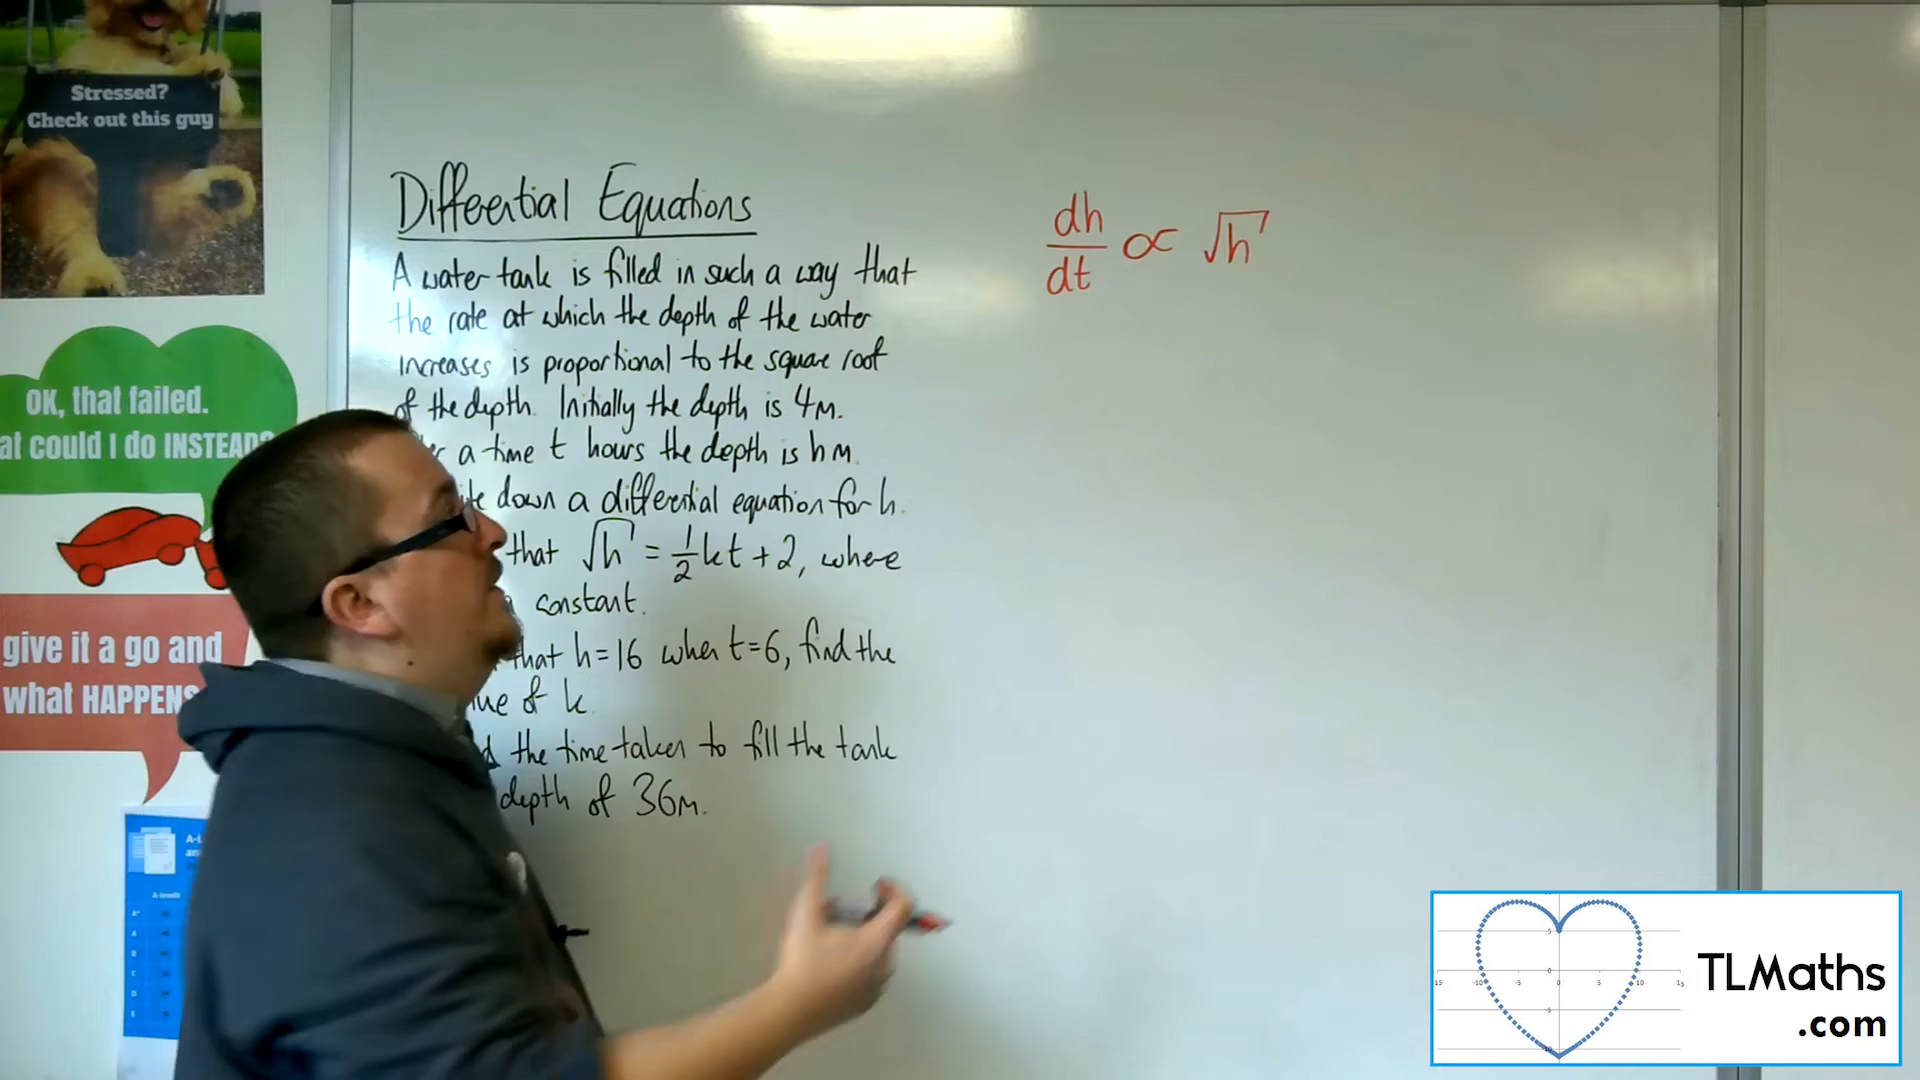 Stressed?
Check out this guy
OK, that failed.
at could I do INSTEAD?
give it a go and
what HAPPENS
Differential Equations
A water tank is filled in such a way that
the rate at which the depth of the water
increases is proportional to the square root
of the depth. Initially the depth is 4m.
a time t hours the depth is h m.
down a differential equation for h.
that √h = 1/2 kt + 2, where
constant.
that h=16 when t=6, find the
of k.
the time taken to fill the tank
depth of 36m.
dh/dt ∝ √h
TLMaths
.com